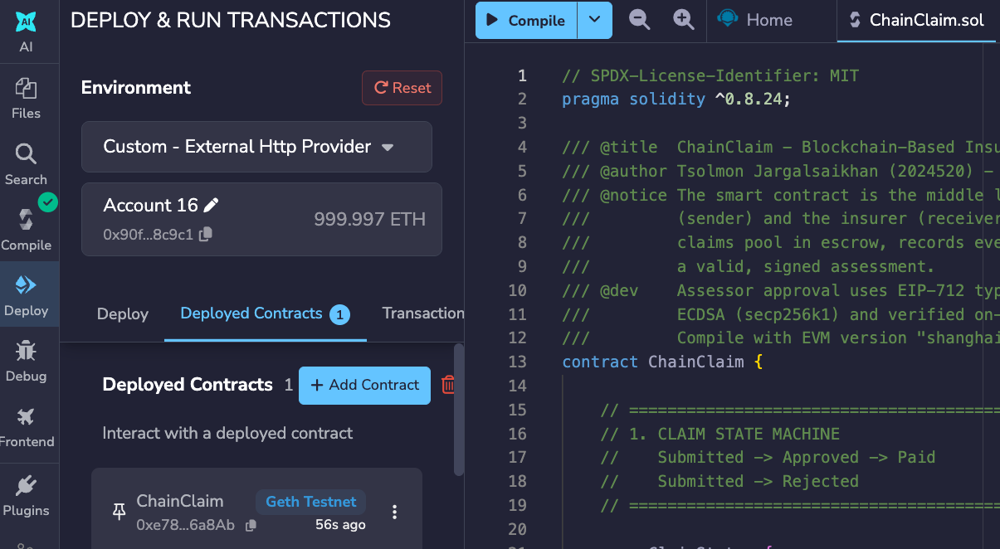 AI
AI
Files
Search
Compile
Deploy
Debug
Frontend
Plugins
DEPLOY & RUN TRANSACTIONS
Environment
Reset
Custom - External Http Provider
Account 16
0x90f...8c9c1
999.997 ETH
Deploy
Deployed Contracts 1
Transaction
Deployed Contracts 1
+ Add Contract
Interact with a deployed contract
ChainClaim
Geth Testnet
0xe78...6a8Ab
56s ago
Compile
Home
ChainClaim.sol
1 // SPDX-License-Identifier: MIT
2 pragma solidity ^0.8.24;
3
4 /// @title  ChainClaim - Blockchain-Based Insu
5 /// @author Tsolmon Jargalsaikhan (2024520) -
6 /// @notice The smart contract is the middle l
7 ///         (sender) and the insurer (receiver
8 ///         claims pool in escrow, records eve
9 ///         a valid, signed assessment.
10 /// @dev    Assessor approval uses EIP-712 typ
11 ///         ECDSA (secp256k1) and verified on-
12 ///         Compile with EVM version "shanghai
13 contract ChainClaim {
14
15     // =======================================
16     // 1. CLAIM STATE MACHINE
17     //    Submitted -> Approved -> Paid
18     //    Submitted -> Rejected
19     // =======================================
20